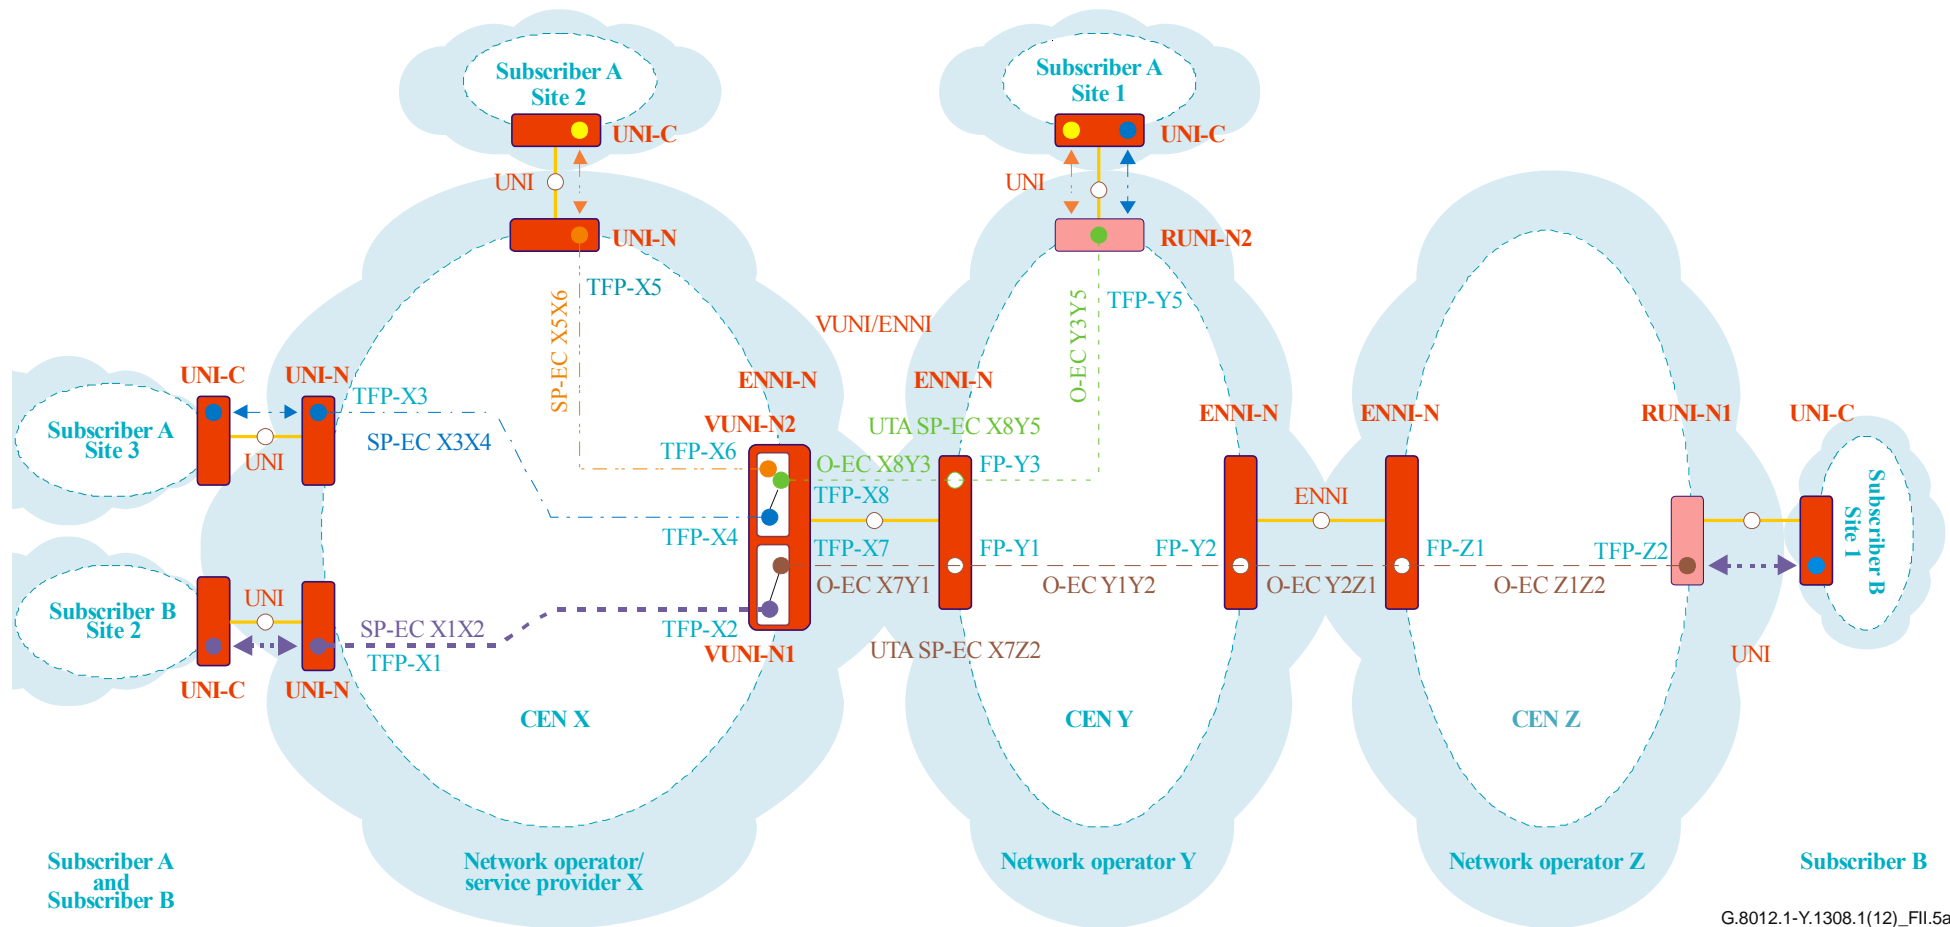 Subscriber A
Site 2
UNI-C
UNI
UNI-N
TFP-X5
SP-EC X5X6
Subscriber A
Site 1
UNI-C
UNI
RUNI-N2
TFP-Y5
O-EC Y3Y5
VUNI/ENNI
UNI-C
UNI-N
TFP-X3
Subscriber A
Site 3
UNI
SP-EC X3X4
ENNI-N
VUNI-N2
TFP-X6
TFP-X4
ENNI-N
UTA SP-EC X8Y5
O-EC X8Y3
FP-Y3
TFP-X8
TFP-X7
FP-Y1
O-EC X7Y1
O-EC Y1Y2
FP-Y2
ENNI-N
ENNI
ENNI-N
O-EC Y2Z1
FP-Z1
O-EC Z1Z2
TFP-Z2
RUNI-N1
UNI-C
Subscriber B
Site 1
UNI
Subscriber B
Site 2
UNI
SP-EC X1X2
TFP-X1
UNI-C
UNI-N
TFP-X2
VUNI-N1
UTA SP-EC X7Z2
CEN X
CEN Y
CEN Z
Subscriber A
and
Subscriber B
Network operator/
service provider X
Network operator Y
Network operator Z
Subscriber B
G.8012.1-Y.1308.1(12)_FII.5a